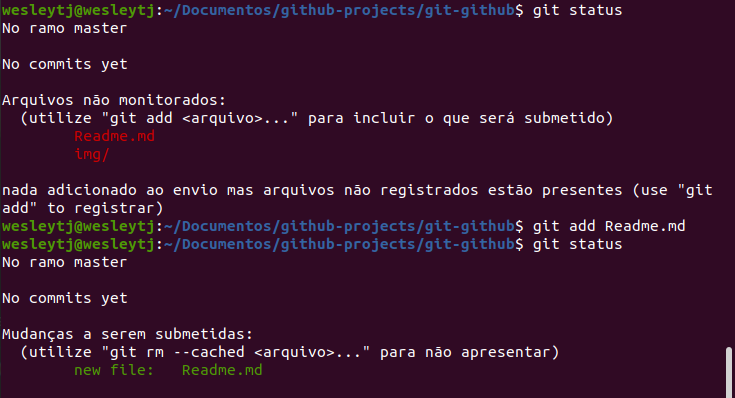 wesleytj@wesleytj:~/Documentos/github-projects/git-github$ git status
No ramo master
No commits yet
Arquivos não monitorados:
(utilize "git add <arquivo>..." para incluir o que será submetido)
Readme.md
img/
nada adicionado ao envio mas arquivos não registrados estão presentes (use "git
add" to registrar)
wesleytj@wesleytj:~/Documentos/github-projects/git-github$ git add Readme.md
wesleytj@wesleytj:~/Documentos/github-projects/git-github$ git status
No ramo master
No commits yet
Mudanças a serem submetidas:
(utilize "git rm --cached <arquivo>..." para não apresentar)
new file:   Readme.md